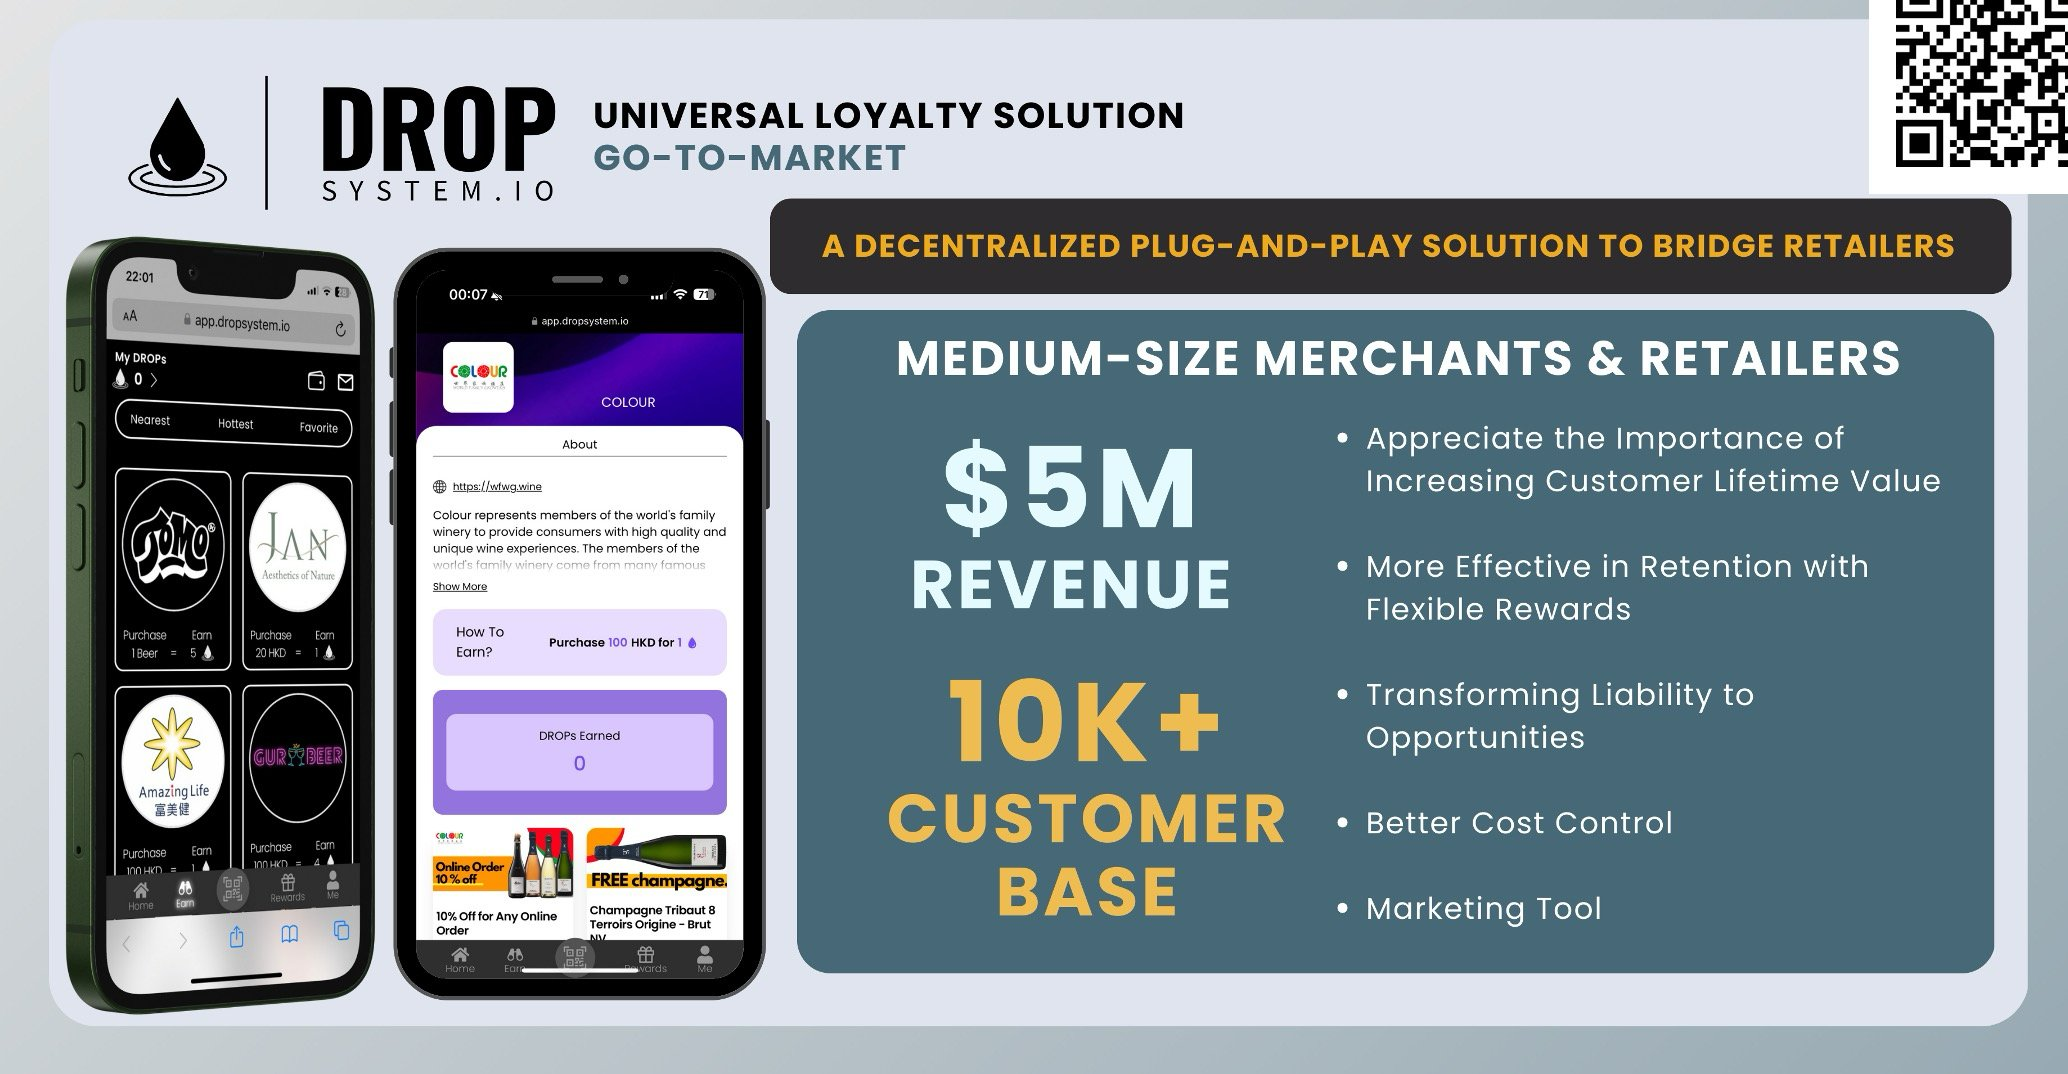 DROP
SYSTEM.IO
UNIVERSAL LOYALTY SOLUTION
GO-TO-MARKET
A DECENTRALIZED PLUG-AND-PLAY SOLUTION TO BRIDGE RETAILERS
22:01
28
AA
app.dropsystem.io
My DROPs
0
Nearest
Hottest
Favorite
TOMO®
JAN
Aesthetics of Nature
Purchase Earn
1 Beer = 5
Purchase Earn
20 HKD = 1
Amazing Life
富美健
GUR BEER
Purchase Earn
100 HKD = 1
Purchase Earn
100 HKD = 4
Home
Earn
Rewards
Me
00:07
71
app.dropsystem.io
COLOUR
COLOUR
About
https://wfwg.wine
Colour represents members of the world's family
winery to provide consumers with high quality and
unique wine experiences. The members of the
world's family winery come from many famous
Show More
How To
Earn?
Purchase 100 HKD for 1
DROPs Earned
0
COLOUR
Online Order
10% off
10% Off for Any Online
Order
FREE champagne.
Champagne Tribaut 8
Terroirs Origine - Brut
NV
Home
Earn
Rewards
Me
MEDIUM-SIZE MERCHANTS & RETAILERS
$5M
REVENUE
10K+
CUSTOMER
BASE
• Appreciate the Importance of
Increasing Customer Lifetime Value
• More Effective in Retention with
Flexible Rewards
• Transforming Liability to
Opportunities
• Better Cost Control
• Marketing Tool